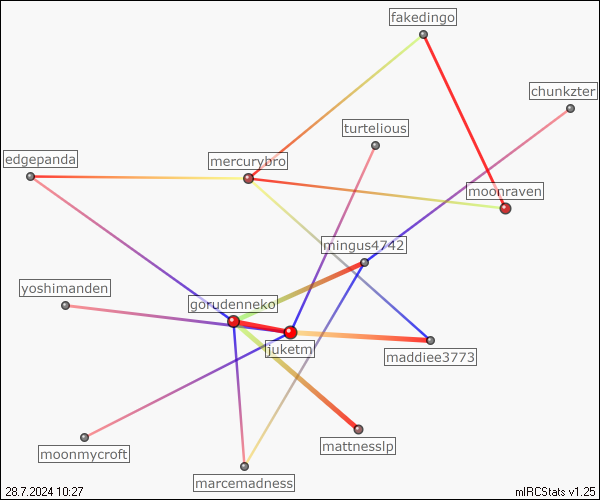 fakedingo
chunkzter
turtelious
edgepanda
mercurybro
moonraven
mingus4742
yoshimanden
gorudenneko
juketm
maddiee3773
mattnesslp
moonmycroft
marcemadness
28.7.2024 10:27
mIRCStats v1.25